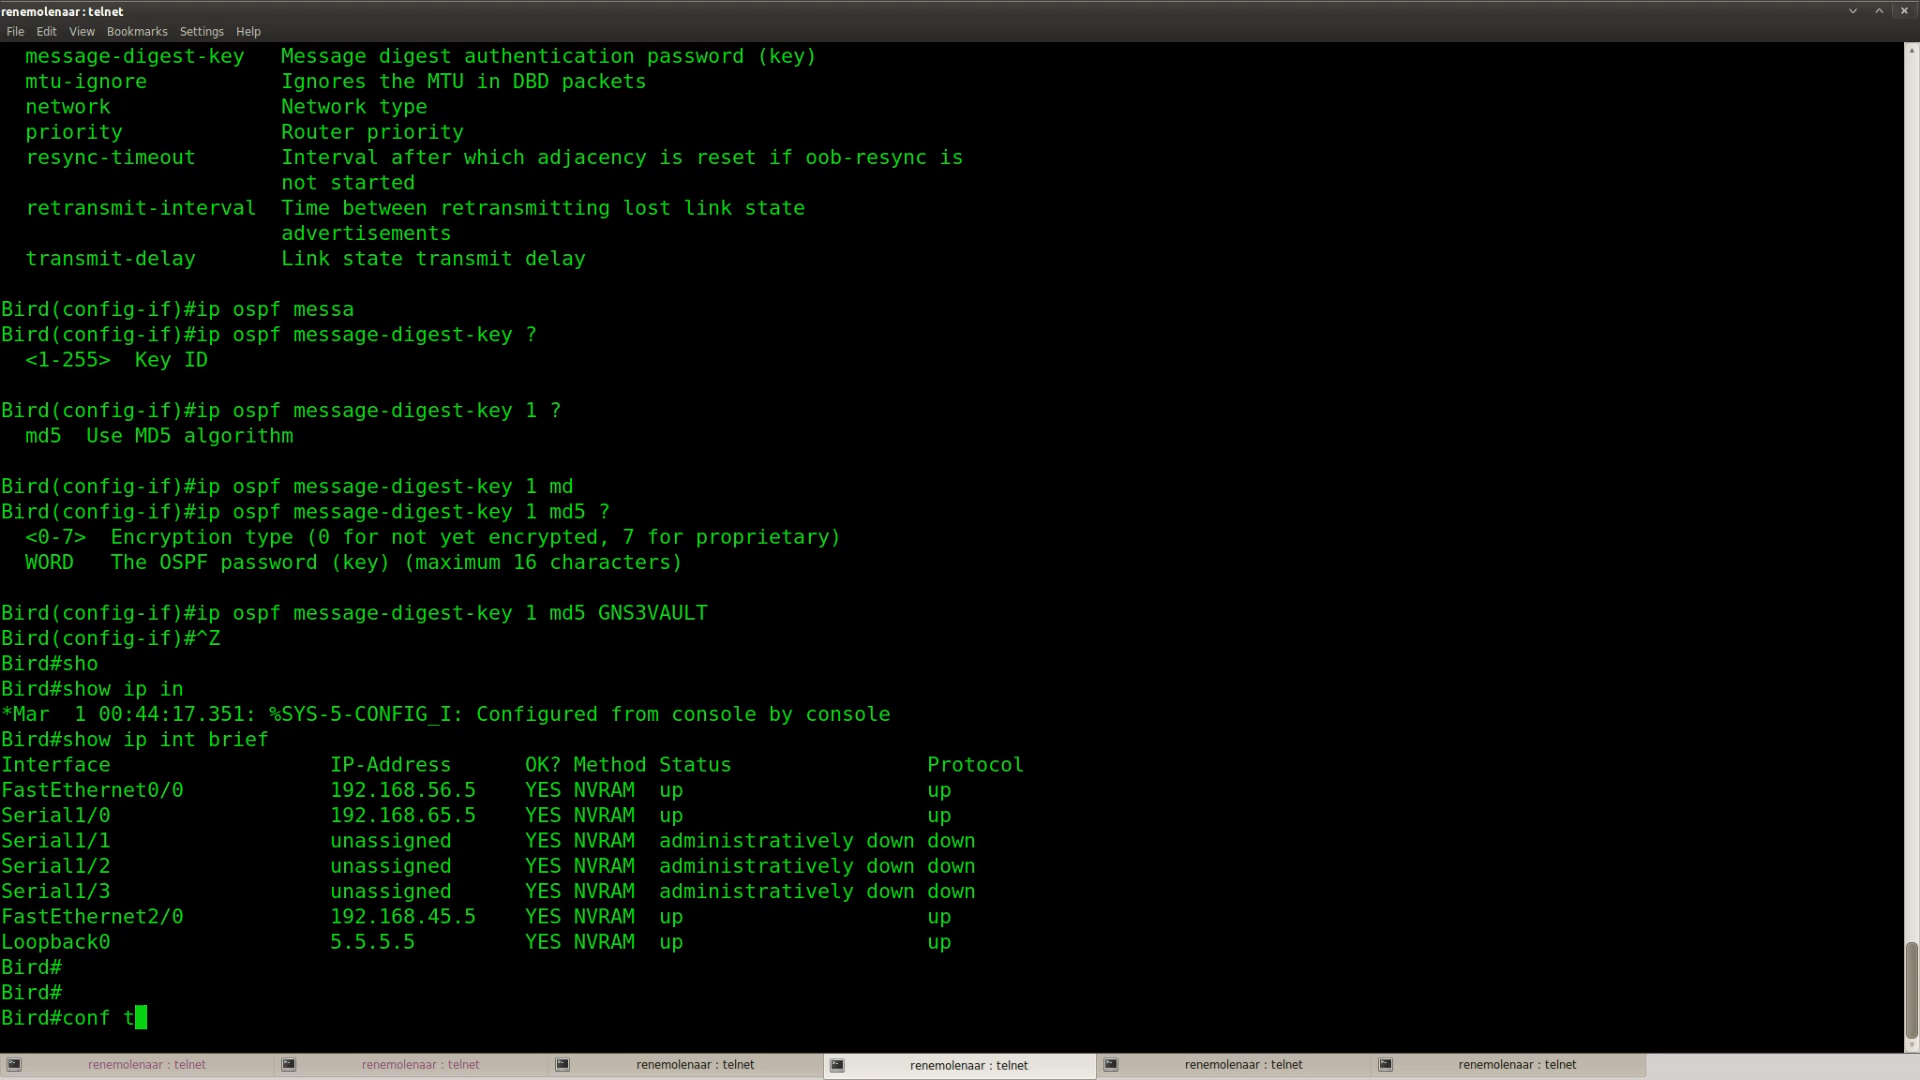 renemolenaar : telnet
File Edit View Bookmarks Settings Help
  message-digest-key   Message digest authentication password (key)
  mtu-ignore           Ignores the MTU in DBD packets
  network              Network type
  priority             Router priority
  resync-timeout       Interval after which adjacency is reset if oob-resync is
                       not started
  retransmit-interval  Time between retransmitting lost link state
                       advertisements
  transmit-delay       Link state transmit delay
Bird(config-if)#ip ospf messa
Bird(config-if)#ip ospf message-digest-key ?
  <1-255>  Key ID
Bird(config-if)#ip ospf message-digest-key 1 ?
  md5  Use MD5 algorithm
Bird(config-if)#ip ospf message-digest-key 1 md
Bird(config-if)#ip ospf message-digest-key 1 md5 ?
  <0-7>  Encryption type (0 for not yet encrypted, 7 for proprietary)
  WORD   The OSPF password (key) (maximum 16 characters)
Bird(config-if)#ip ospf message-digest-key 1 md5 GNS3VAULT
Bird(config-if)#^Z
Bird#sho
Bird#show ip in
*Mar  1 00:44:17.351: %SYS-5-CONFIG_I: Configured from console by console
Bird#show ip int brief
Interface                  IP-Address      OK? Method Status                Protocol
FastEthernet0/0            192.168.56.5    YES NVRAM  up                    up
Serial1/0                  192.168.65.5    YES NVRAM  up                    up
Serial1/1                  unassigned      YES NVRAM  administratively down down
Serial1/2                  unassigned      YES NVRAM  administratively down down
Serial1/3                  unassigned      YES NVRAM  administratively down down
FastEthernet2/0            192.168.45.5    YES NVRAM  up                    up
Loopback0                  5.5.5.5         YES NVRAM  up                    up
Bird#
Bird#
Bird#conf t
renemolenaar : telnet renemolenaar : telnet renemolenaar : telnet renemolenaar : telnet renemolenaar : telnet renemolenaar : telnet